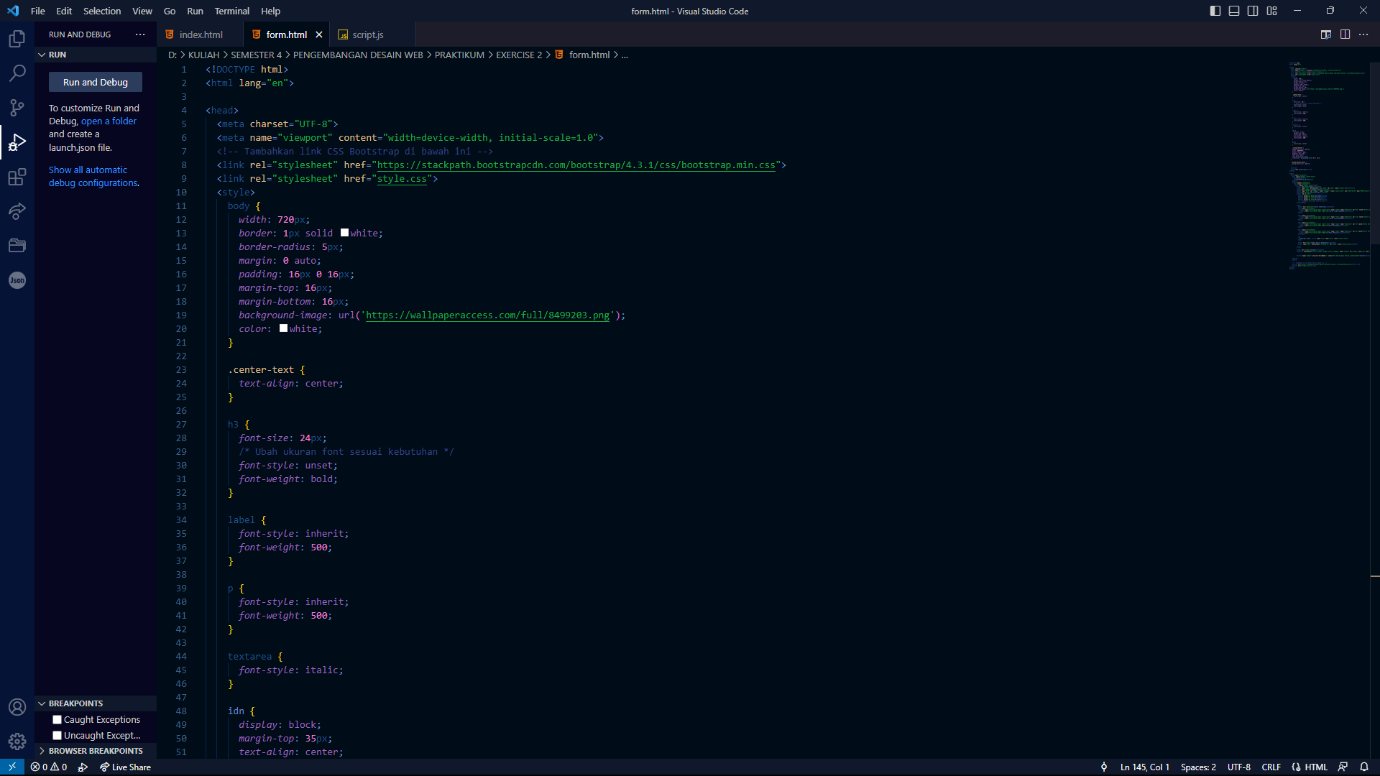 File Edit Selection View Go Run Terminal Help
form.html - Visual Studio Code
RUN AND DEBUG
index.html
form.html
JS script.js
RUN
D: > KULIAH > SEMESTER 4 > PENGEMBANGAN DESAIN WEB > PRAKTIKUM > EXERCISE 2 > form.html > ...
Run and Debug
To customize Run and
Debug, open a folder
and create a
launch.json file.
Show all automatic
debug configurations.
Json
1 <!DOCTYPE html>
2 <html lang="en">
3
4 <head>
5 <meta charset="UTF-8">
6 <meta name="viewport" content="width=device-width, initial-scale=1.0">
7 <!-- Tambahkan link CSS Bootstrap di bawah ini -->
8 <link rel="stylesheet" href="https://stackpath.bootstrapcdn.com/bootstrap/4.3.1/css/bootstrap.min.css">
9 <link rel="stylesheet" href="style.css">
10 <style>
11 body {
12 width: 720px;
13 border: 1px solid white;
14 border-radius: 5px;
15 margin: 0 auto;
16 padding: 16px 0 16px;
17 margin-top: 16px;
18 margin-bottom: 16px;
19 background-image: url('https://wallpaperaccess.com/full/8499203.png');
20 color: white;
21 }
22
23 .center-text {
24 text-align: center;
25 }
26
27 h3 {
28 font-size: 24px;
29 /* Ubah ukuran font sesuai kebutuhan */
30 font-style: unset;
31 font-weight: bold;
32 }
33
34 label {
35 font-style: inherit;
36 font-weight: 500;
37 }
38
39 p {
40 font-style: inherit;
41 font-weight: 500;
42 }
43
44 textarea {
45 font-style: italic;
46 }
47
48 idn {
49 display: block;
50 margin-top: 35px;
51 text-align: center;
BREAKPOINTS
Caught Exceptions
Uncaught Except...
BROWSER BREAKPOINTS
0 0 Live Share
Ln 145, Col 1 Spaces: 2 UTF-8 CRLF HTML